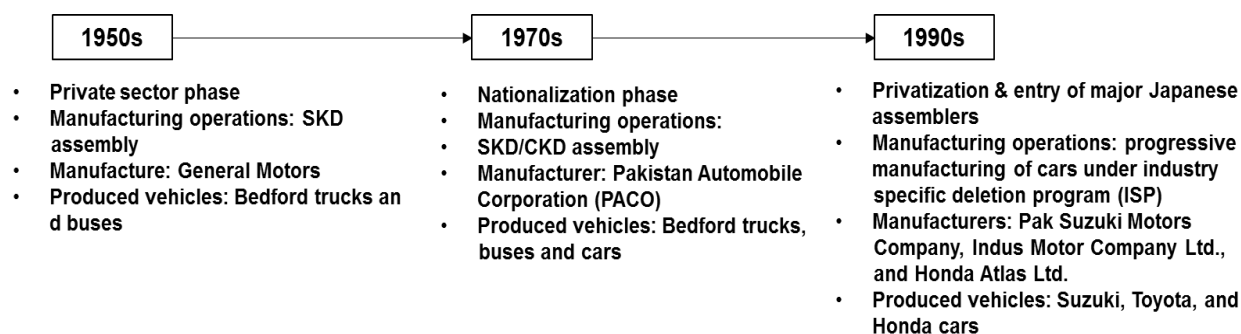 1950s
• Private sector phase
• Manufacturing operations: SKD
assembly
• Manufacture: General Motors
• Produced vehicles: Bedford trucks an
d buses
1970s
• Nationalization phase
• Manufacturing operations:
• SKD/CKD assembly
• Manufacturer: Pakistan Automobile
Corporation (PACO)
• Produced vehicles: Bedford trucks,
buses and cars
1990s
• Privatization & entry of major Japanese
assemblers
• Manufacturing operations: progressive
manufacturing of cars under industry
specific deletion program (ISP)
• Manufacturers: Pak Suzuki Motors
Company, Indus Motor Company Ltd.,
and Honda Atlas Ltd.
• Produced vehicles: Suzuki, Toyota, and
Honda cars